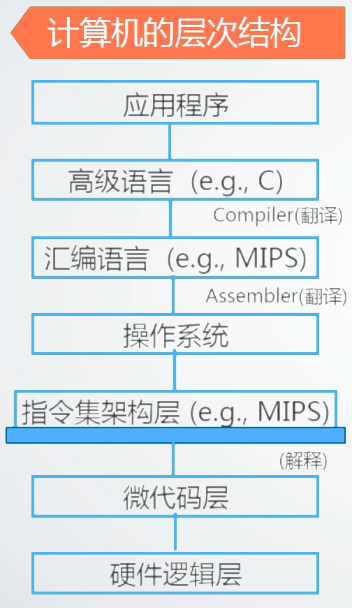 计算机的层次结构
应用程序
高级语言 (e.g., C)
Compiler(翻译)
汇编语言 (e.g., MIPS)
Assembler(翻译)
操作系统
指令集架构层 (e.g., MIPS)
(解释)
微代码层
硬件逻辑层